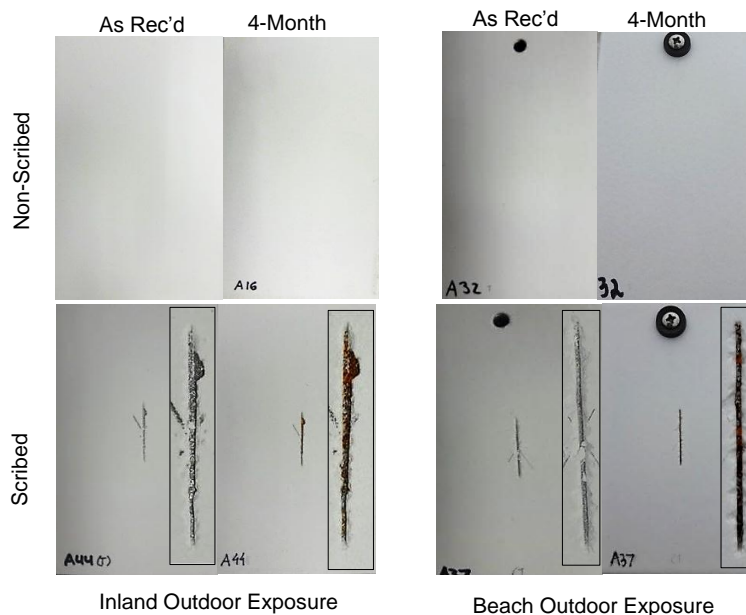 As Rec'd 4-Month As Rec'd 4-Month
Non-Scribed
A16
A32
32
Scribed
A44(J)
A44
A37
A37
Inland Outdoor Exposure
Beach Outdoor Exposure